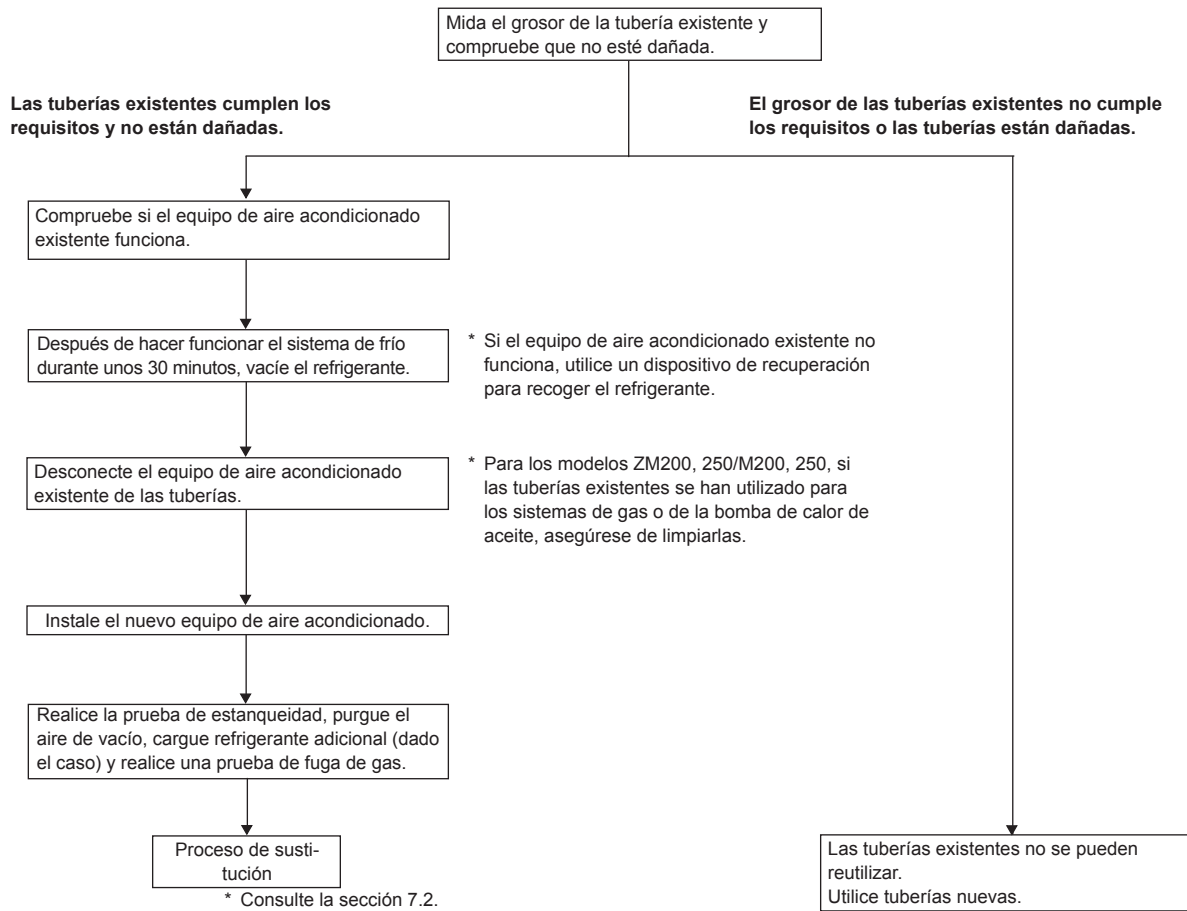 Mida el grosor de la tubería existente y
compruebe que no esté dañada.
Las tuberías existentes cumplen los
requisitos y no están dañadas.
El grosor de las tuberías existentes no cumple
los requisitos o las tuberías están dañadas.
Compruebe si el equipo de aire acondicionado
existente funciona.
Después de hacer funcionar el sistema de frío
durante unos 30 minutos, vacíe el refrigerante.
* Si el equipo de aire acondicionado existente no
funciona, utilice un dispositivo de recuperación
para recoger el refrigerante.
Desconecte el equipo de aire acondicionado
existente de las tuberías.
* Para los modelos ZM200, 250/M200, 250, si
las tuberías existentes se han utilizado para
los sistemas de gas o de la bomba de calor de
aceite, asegúrese de limpiarlas.
Instale el nuevo equipo de aire acondicionado.
Realice la prueba de estanqueidad, purgue el
aire de vacío, cargue refrigerante adicional (dado
el caso) y realice una prueba de fuga de gas.
Proceso de susti-
tución
* Consulte la sección 7.2.
Las tuberías existentes no se pueden
reutilizar.
Utilice tuberías nuevas.